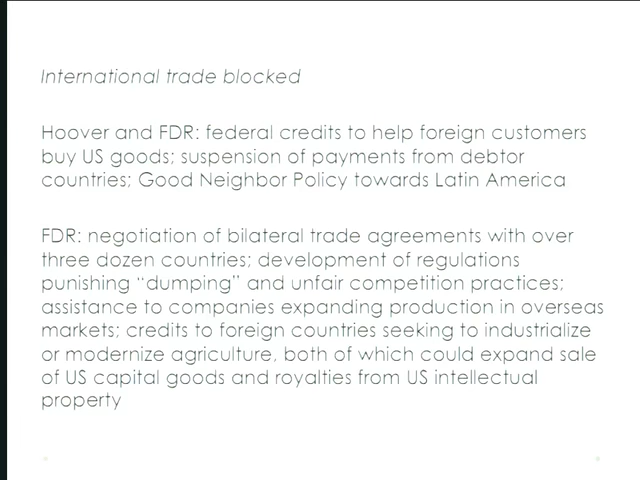 International trade blocked
Hoover and FDR: federal credits to help foreign customers
buy US goods; suspension of payments from debtor
countries; Good Neighbor Policy towards Latin America
FDR: negotiation of bilateral trade agreements with over
three dozen countries; development of regulations
punishing “dumping” and unfair competition practices;
assistance to companies expanding production in overseas
markets; credits to foreign countries seeking to industrialize
or modernize agriculture, both of which could expand sale
of US capital goods and royalties from US intellectual
property